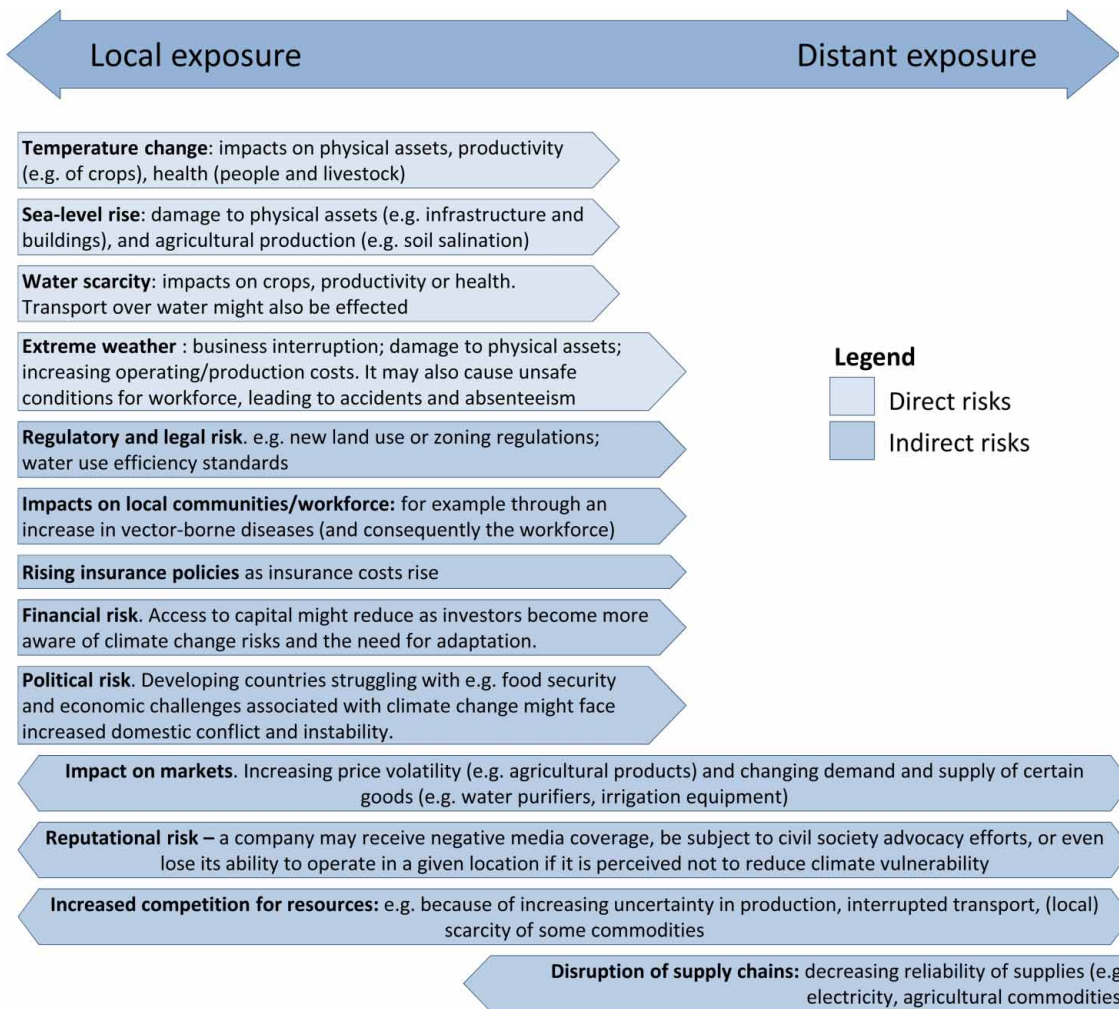 Local exposure
Distant exposure
Temperature change: impacts on physical assets, productivity
(e.g. of crops), health (people and livestock)
Sea-level rise: damage to physical assets (e.g. infrastructure and
buildings), and agricultural production (e.g. soil salination)
Water scarcity: impacts on crops, productivity or health.
Transport over water might also be effected
Extreme weather : business interruption; damage to physical assets;
increasing operating/production costs. It may also cause unsafe
conditions for workforce, leading to accidents and absenteeism
Legend
Direct risks
Indirect risks
Regulatory and legal risk. e.g. new land use or zoning regulations;
water use efficiency standards
Impacts on local communities/workforce: for example through an
increase in vector-borne diseases (and consequently the workforce)
Rising insurance policies as insurance costs rise
Financial risk. Access to capital might reduce as investors become more
aware of climate change risks and the need for adaptation.
Political risk. Developing countries struggling with e.g. food security
and economic challenges associated with climate change might face
increased domestic conflict and instability.
Impact on markets. Increasing price volatility (e.g. agricultural products) and changing demand and supply of certain
goods (e.g. water purifiers, irrigation equipment)
Reputational risk – a company may receive negative media coverage, be subject to civil society advocacy efforts, or even
lose its ability to operate in a given location if it is perceived not to reduce climate vulnerability
Increased competition for resources: e.g. because of increasing uncertainty in production, interrupted transport, (local)
scarcity of some commodities
Disruption of supply chains: decreasing reliability of supplies (e.g
electricity, agricultural commodities